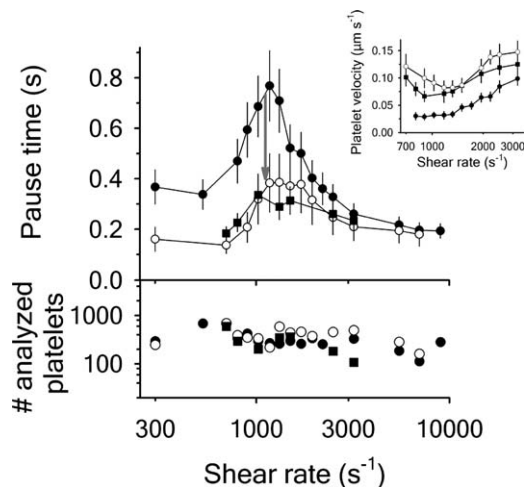 Pause time (s)
0.8
0.6
0.4
0.2
0.0
Platelet velocity (μm s⁻¹)
0.15
0.10
0.05
0.00
700 1000 2000 3000
Shear rate (s⁻¹)
# analyzed
platelets
1000
100
300 1000 10000
Shear rate (s⁻¹)